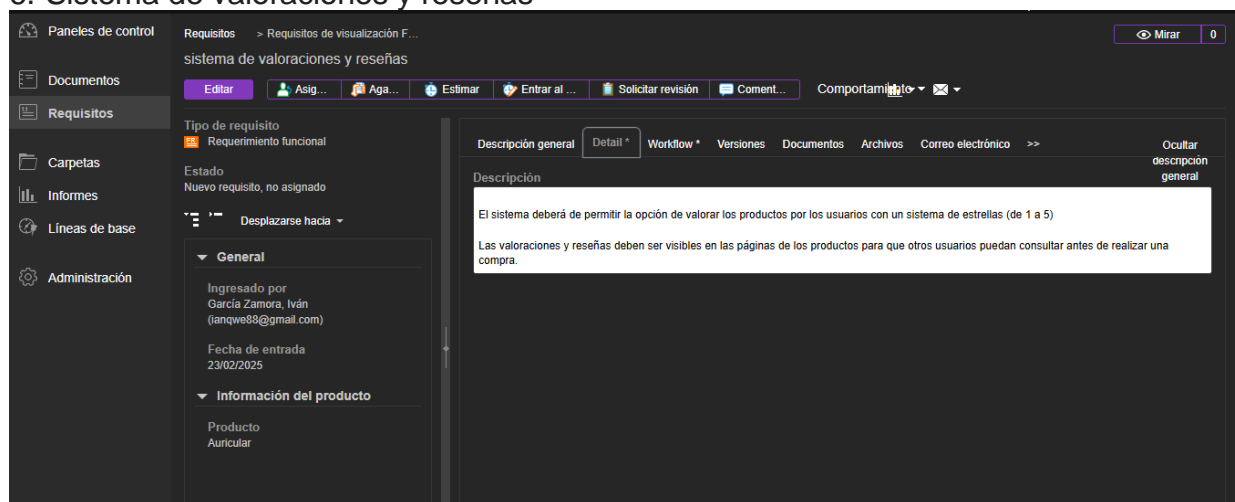 Paneles de control
Documentos
Requisitos
Carpetas
Informes
Líneas de base
Administración
Requisitos > Requisitos de visualización F...
Mirar 0
sistema de valoraciones y reseñas
Editar Asig... Aga... Estimar Entrar al ... Solicitar revisión Coment...
Tipo de requisito
FR Requerimiento funcional
Estado
Nuevo requisito, no asignado
Desplazarse hacia
General
Ingresado por
García Zamora, Iván
(ianqwe88@gmail.com)
Fecha de entrada
23/02/2025
Información del producto
Producto
Auricular
Descripción general Detail * Workflow * Versiones Documentos Archivos Correo electrónico >>
Ocultar
descripción
general
Descripción
El sistema deberá de permitir la opción de valorar los productos por los usuarios con un sistema de estrellas (de 1 a 5)
Las valoraciones y reseñas deben ser visibles en las páginas de los productos para que otros usuarios puedan consultar antes de realizar una
compra.